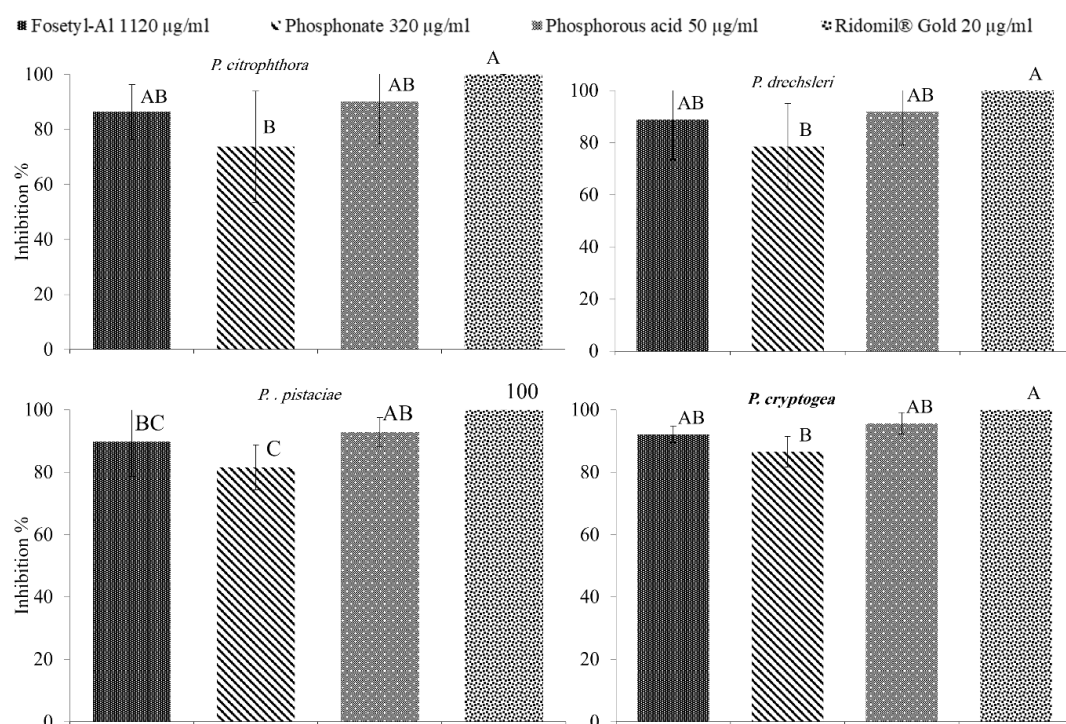 Fosetyl-Al 1120 µg/ml Phosphonate 320 µg/ml Phosphorous acid 50 µg/ml Ridomil® Gold 20 µg/ml
P. citrophthora
Inhibition %
100
80
60
40
20
0
AB
B
AB
A
P. drechsleri
100
80
60
40
20
0
AB
B
AB
A
P. . pistaciae
Inhibition %
100
80
60
40
20
0
BC
C
AB
100
P. cryptogea
100
80
60
40
20
0
AB
B
AB
A